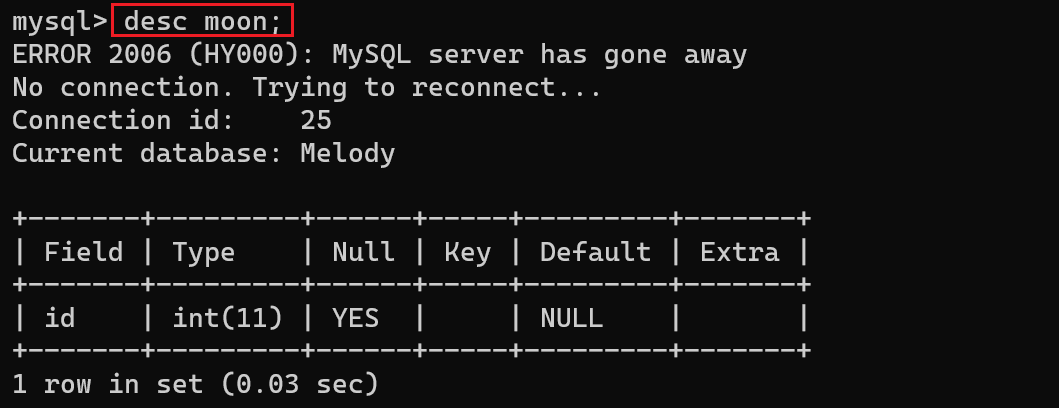 mysql> desc moon;
ERROR 2006 (HY000): MySQL server has gone away
No connection. Trying to reconnect...
Connection id:    25
Current database: Melody

+-------+---------+------+-----+---------+-------+
| Field | Type    | Null | Key | Default | Extra |
+-------+---------+------+-----+---------+-------+
| id    | int(11) | YES  |     | NULL    |       |
+-------+---------+------+-----+---------+-------+
1 row in set (0.03 sec)